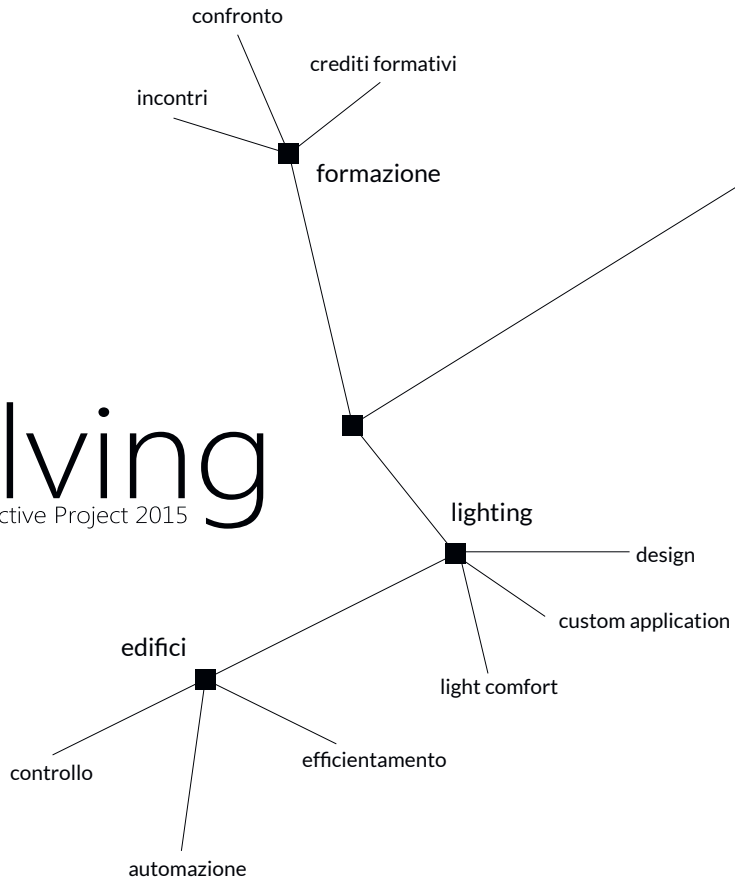 confronto
crediti formativi
incontri
formazione
lving
ctive Project 2015
lighting
design
custom application
edifici
light comfort
efficientamento
controllo
automazione